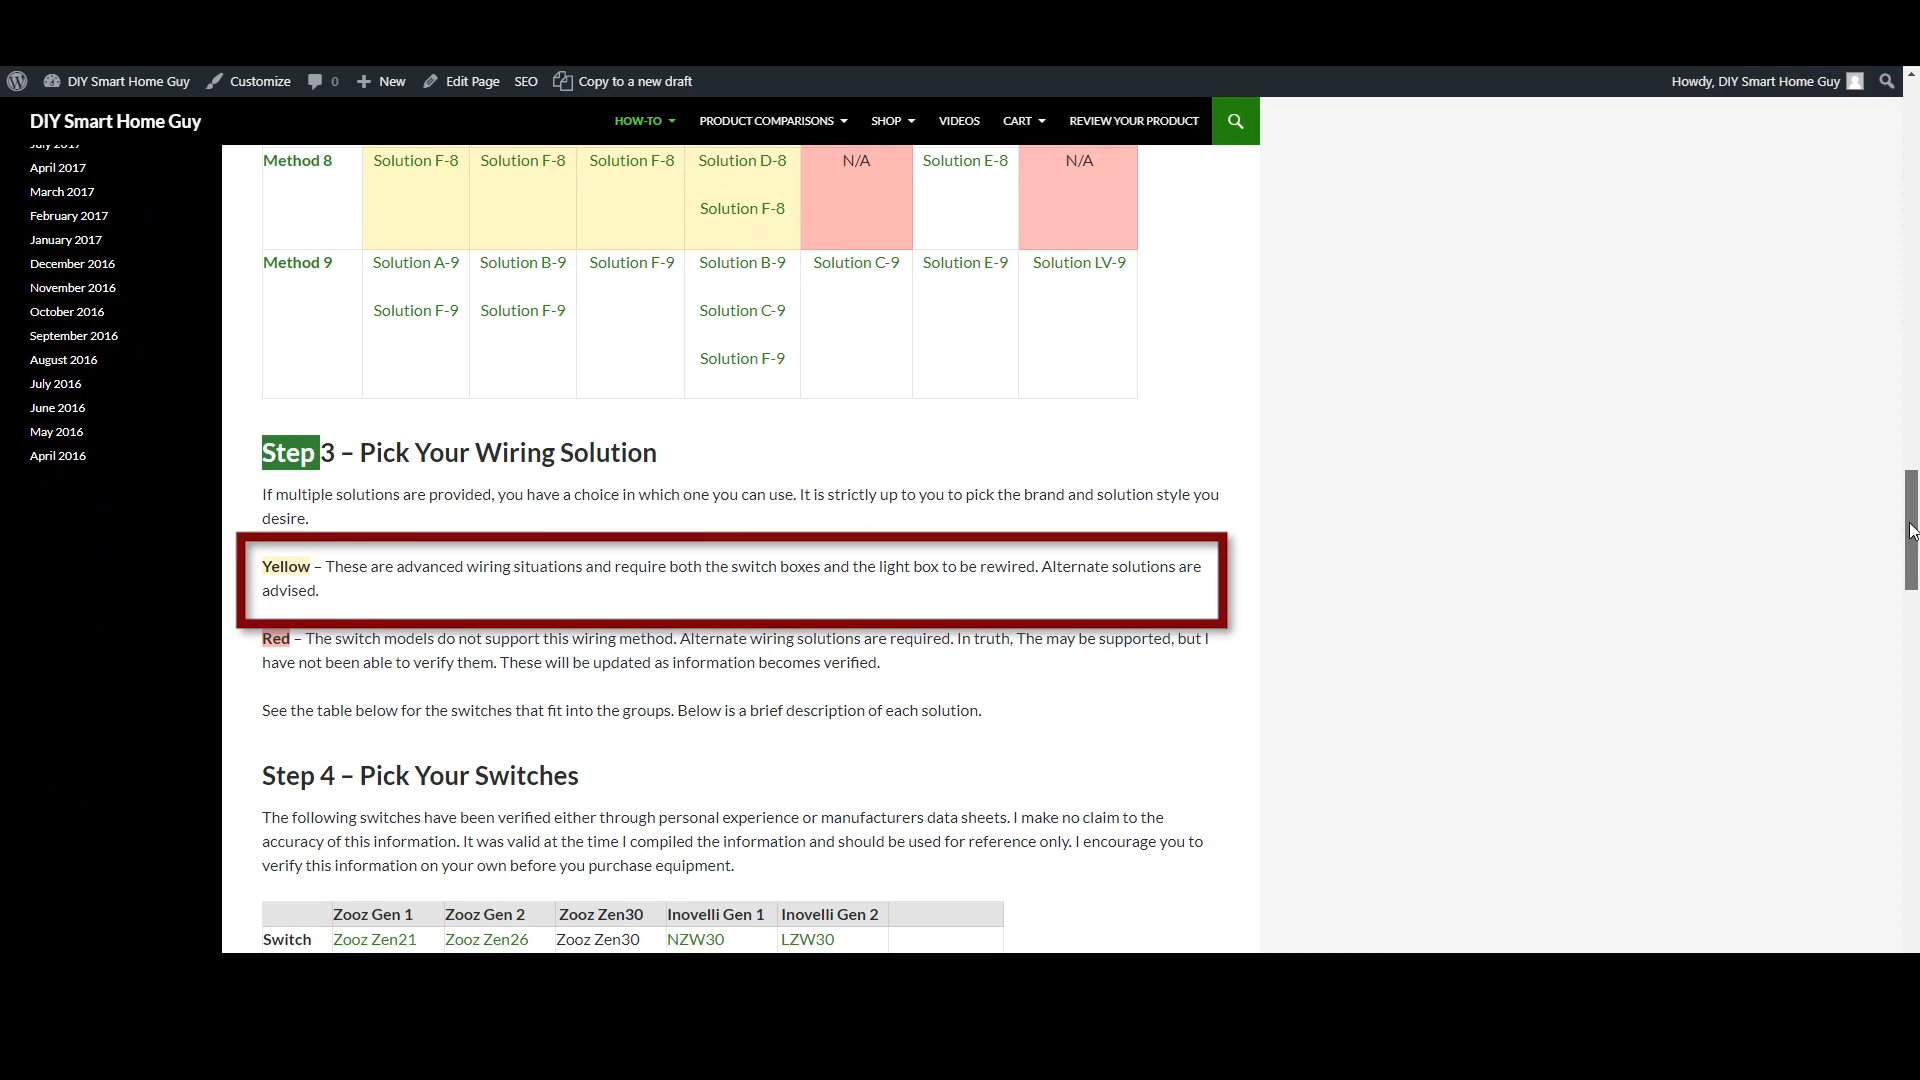 DIY Smart Home Guy Customize 0 New Edit Page SEO Copy to a new draft Howdy, DIY Smart Home Guy
DIY Smart Home Guy HOW-TO PRODUCT COMPARISONS SHOP VIDEOS CART REVIEW YOUR PRODUCT
July 2017
April 2017
March 2017
February 2017
January 2017
December 2016
November 2016
October 2016
September 2016
August 2016
July 2016
June 2016
May 2016
April 2016
Method 8 Solution F-8 Solution F-8 Solution F-8 Solution D-8 N/A Solution E-8 N/A
Solution F-8
Method 9 Solution A-9 Solution B-9 Solution F-9 Solution B-9 Solution C-9 Solution E-9 Solution LV-9
Solution F-9 Solution F-9 Solution C-9
Solution F-9
Step 3 – Pick Your Wiring Solution
If multiple solutions are provided, you have a choice in which one you can use. It is strictly up to you to pick the brand and solution style you
desire.
Yellow – These are advanced wiring situations and require both the switch boxes and the light box to be rewired. Alternate solutions are
advised.
Red – The switch models do not support this wiring method. Alternate wiring solutions are required. In truth, The may be supported, but I
have not been able to verify them. These will be updated as information becomes verified.
See the table below for the switches that fit into the groups. Below is a brief description of each solution.
Step 4 – Pick Your Switches
The following switches have been verified either through personal experience or manufacturers data sheets. I make no claim to the
accuracy of this information. It was valid at the time I compiled the information and should be used for reference only. I encourage you to
verify this information on your own before you purchase equipment.
Zooz Gen 1 Zooz Gen 2 Zooz Zen30 Inovelli Gen 1 Inovelli Gen 2
Switch Zooz Zen21 Zooz Zen26 Zooz Zen30 NZW30 LZW30